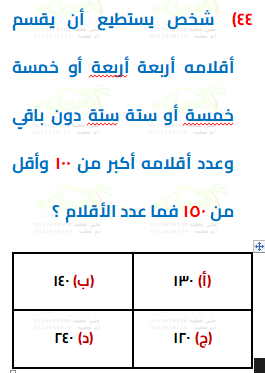 ٤٤) شخص يستطيع أن يقسم
أقلامه أربعة أربعة أو خمسة
خمسة أو ستة ستة دون باقي
وعدد أقلامه أكبر من ١٠٠ وأقل
من ١٥٠ فما عدد الأقلام ؟
(أ) ١٣٠ (ب) ١٤٠
(ج) ١٢٠ (د) ٢٤٠